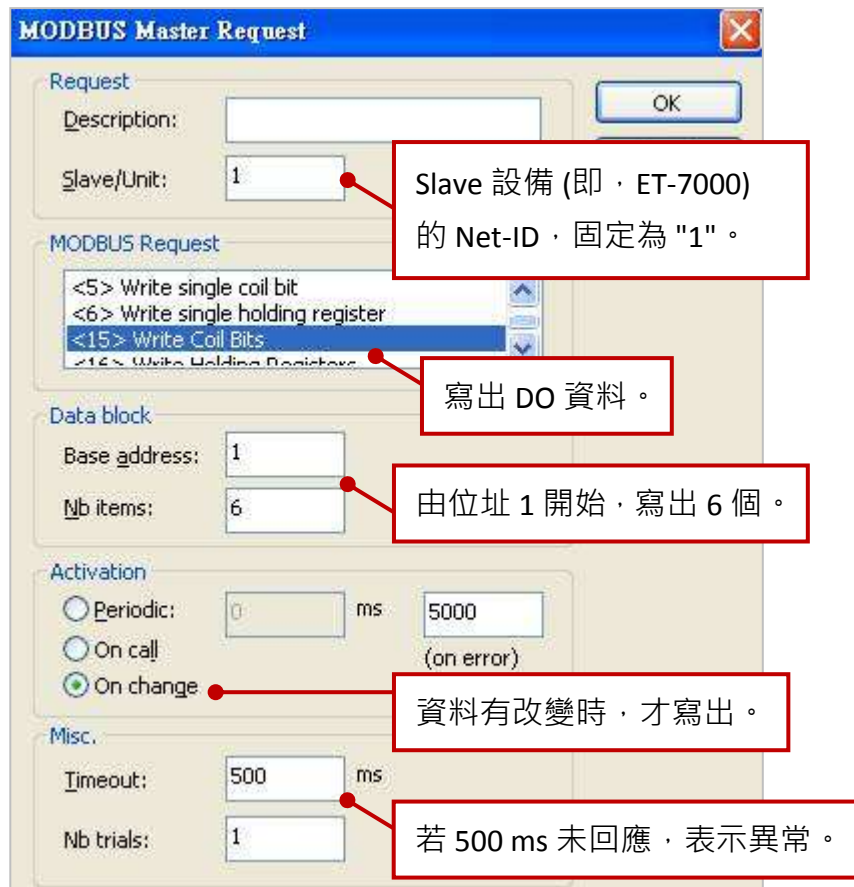 MODBUS Master Request
Request
OK
Description:
Slave/Unit:
1
Slave 設備 (即，ET-7000)
的 Net-ID，固定為 "1"。
MODBUS Request
<5> Write single coil bit
<6> Write single holding register
<15> Write Coil Bits
<16> Write Holding Registers
寫出 DO 資料。
Data block
Base address:
1
Nb items:
6
由位址 1 開始，寫出 6 個。
Activation
Periodic:
0
ms
5000
On call
(on error)
On change
資料有改變時，才寫出。
Misc.
Timeout:
500
ms
Nb trials:
1
若 500 ms 未回應，表示異常。